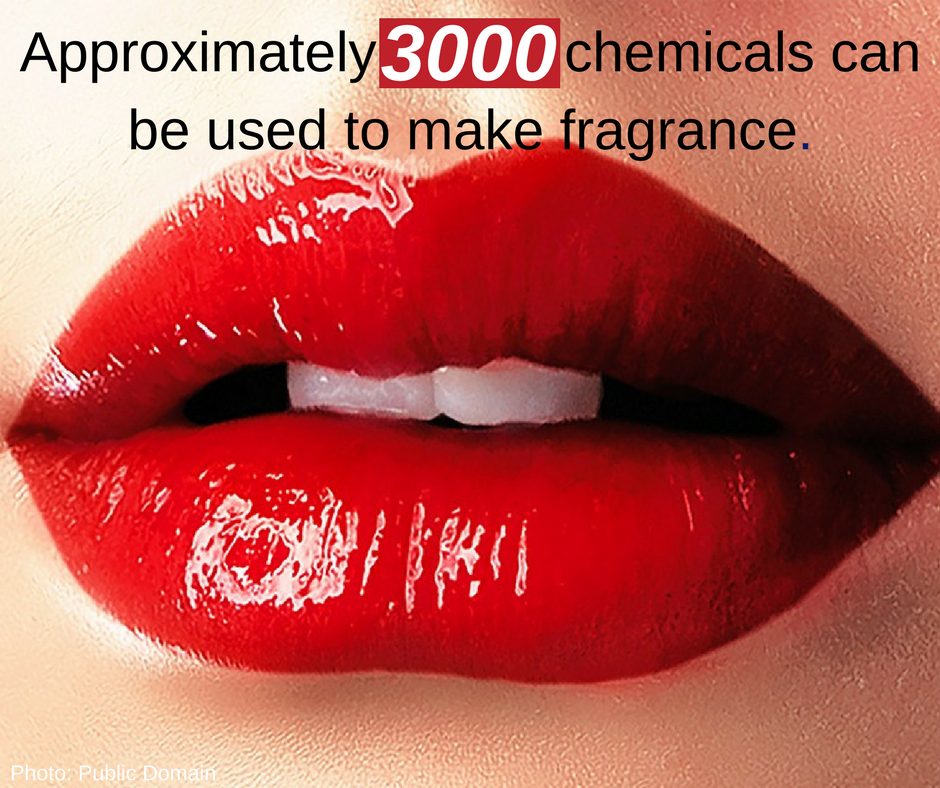 Approximately 3000 chemicals can
be used to make fragrance.
Photo: Public Domain